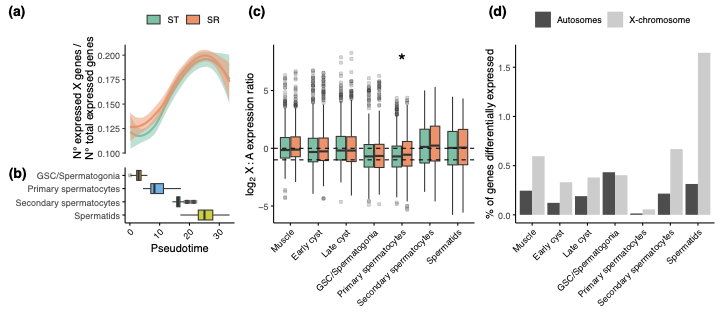 (a)
ST
SR
N° expressed X genes /
N° total expressed genes
0.200
0.175
0.150
0.125
0.100
(b)
GSC/Spermatogonia
Primary spermatocytes
Secondary spermatocytes
Spermatids
0
10
20
30
Pseudotime
(c)
log2 X : A expression ratio
5
0
−5
*
Muscle
Early cyst
Late cyst
GSC/Spermatogonia
Primary spermatocytes
Secondary spermatocytes
Spermatids
(d)
Autosomes
X-chromosome
% of genes differentially expressed
1.5
1.0
0.5
0.0
Muscle
Early cyst
Late cyst
GSC/Spermatogonia
Primary spermatocytes
Secondary spermatocytes
Spermatids